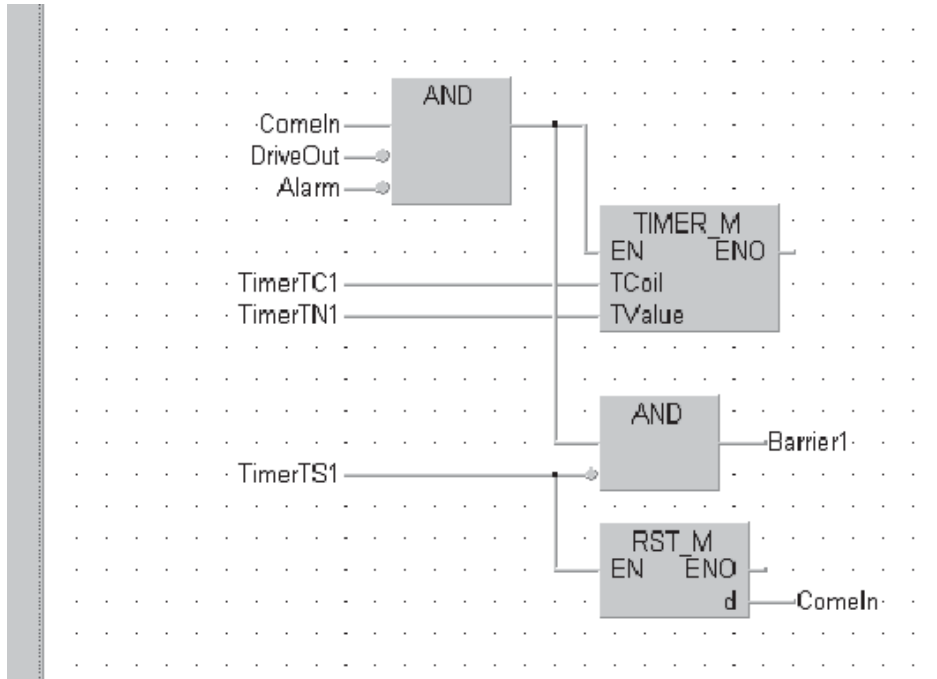 AND
ComeIn
DriveOut
Alarm
TIMER_M
EN ENO
TimerTC1 TCoil
TimerTN1 TValue
AND
Barrier1
TimerTS1
RST_M
EN ENO
d ComeIn